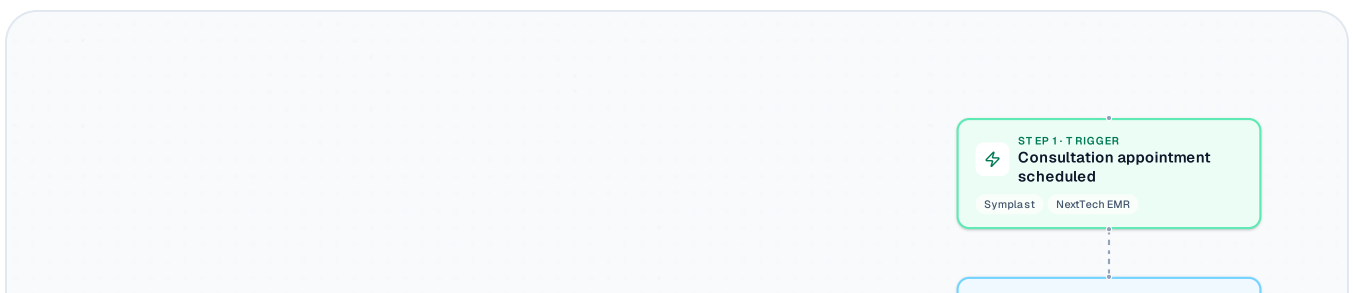 STEP 1 · TRIGGER
Consultation appointment
scheduled
Symplast NextTech EMR